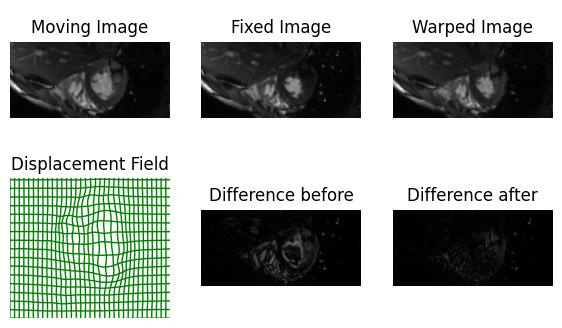 Moving Image
Fixed Image
Warped Image
Displacement Field
Difference before
Difference after